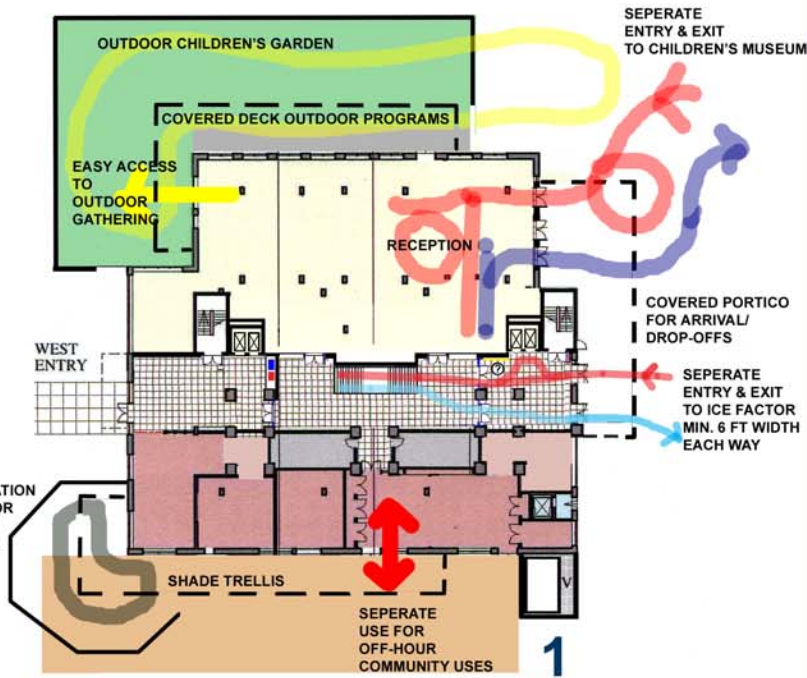 SEPERATE
ENTRY & EXIT
TO CHILDREN'S MUSEUM
OUTDOOR CHILDREN'S GARDEN
COVERED DECK OUTDOOR PROGRAMS
EASY ACCESS
TO
OUTDOOR
GATHERING
RECEPTION
COVERED PORTICO
FOR ARRIVAL/
DROP-OFFS
WEST
ENTRY
?
SEPERATE
ENTRY & EXIT
TO ICE FACTOR
MIN. 6 FT WIDTH
EACH WAY
ATION
OR
SHADE TRELLIS
V
SEPERATE
USE FOR
OFF-HOUR
COMMUNITY USES
1